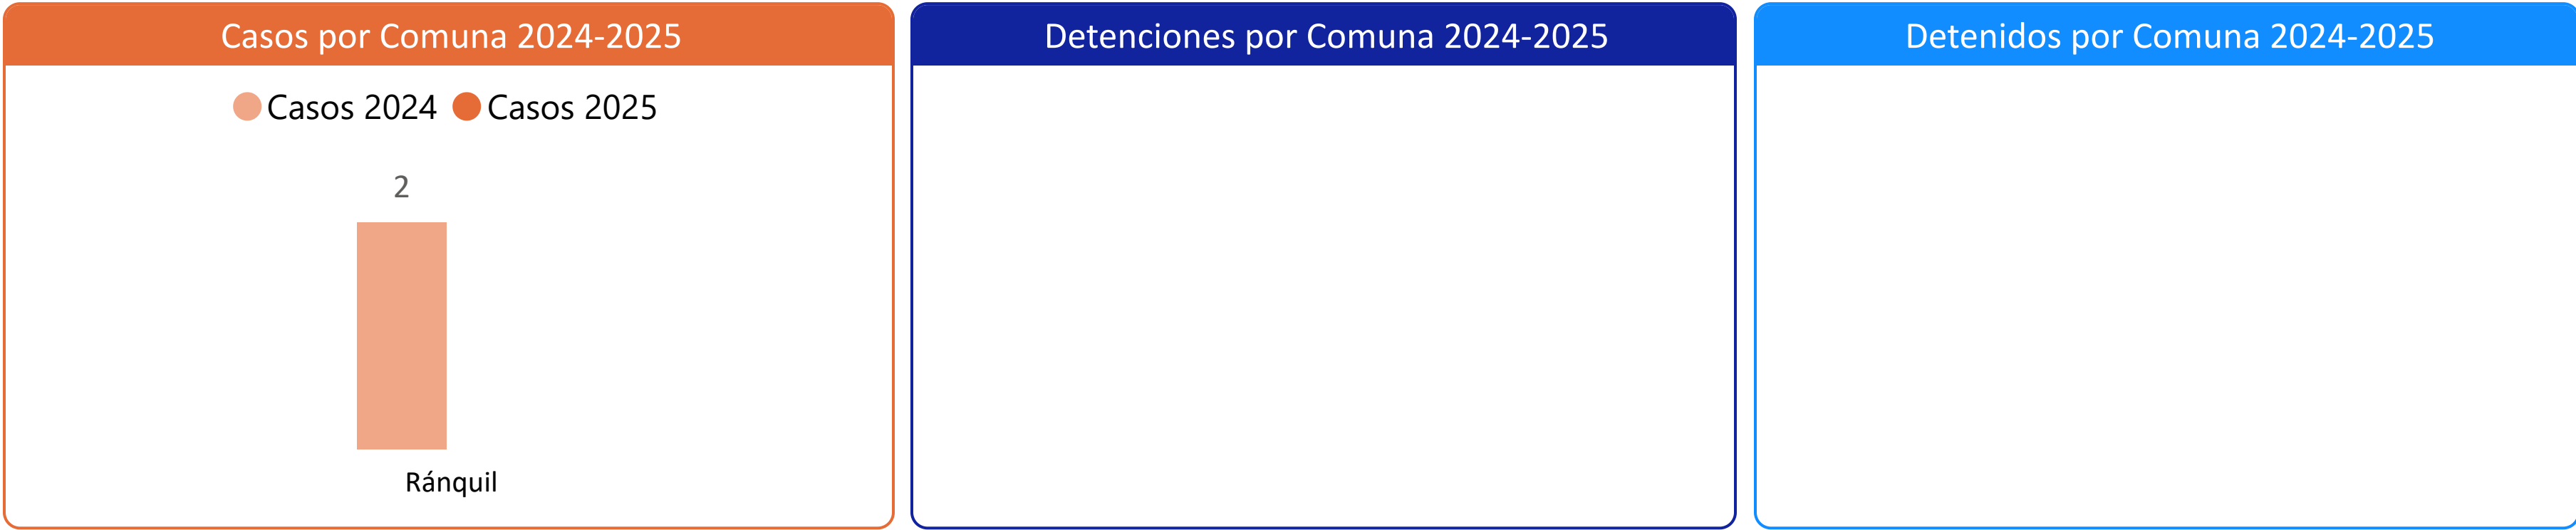 Casos por Comuna 2024-2025
Casos 2024 Casos 2025
2
Ránquil
Detenciones por Comuna 2024-2025
Detenidos por Comuna 2024-2025